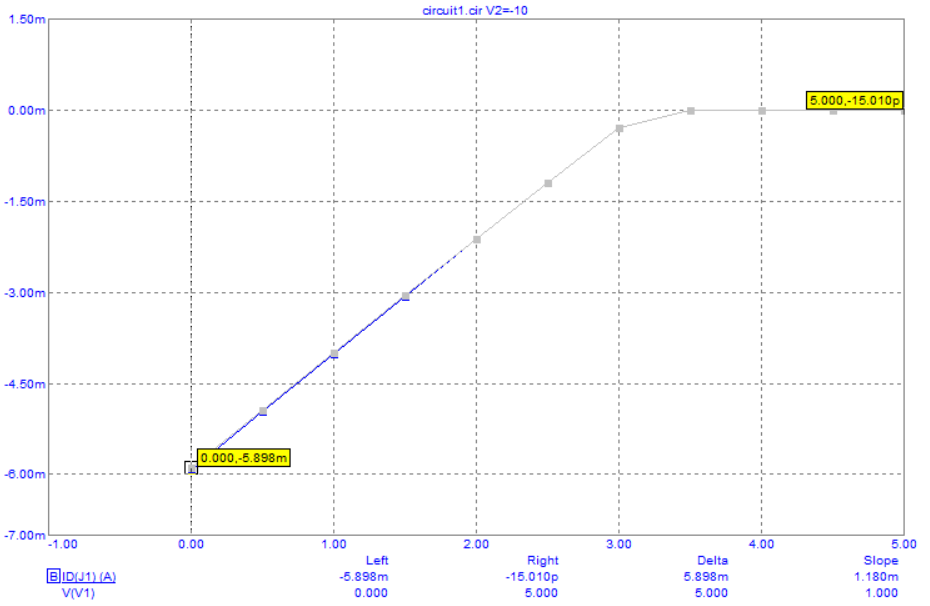 circuit1.cir V2=-10
1.50m
0.00m
-1.50m
-3.00m
-4.50m
-6.00m
-7.00m
5.000,-15.010p
0.000,-5.898m
-1.00 0.00 1.00 2.00 3.00 4.00 5.00
Left Right Delta Slope
B ID(J1) (A) -5.898m -15.010p 5.898m 1.180m
V(V1) 0.000 5.000 5.000 1.000